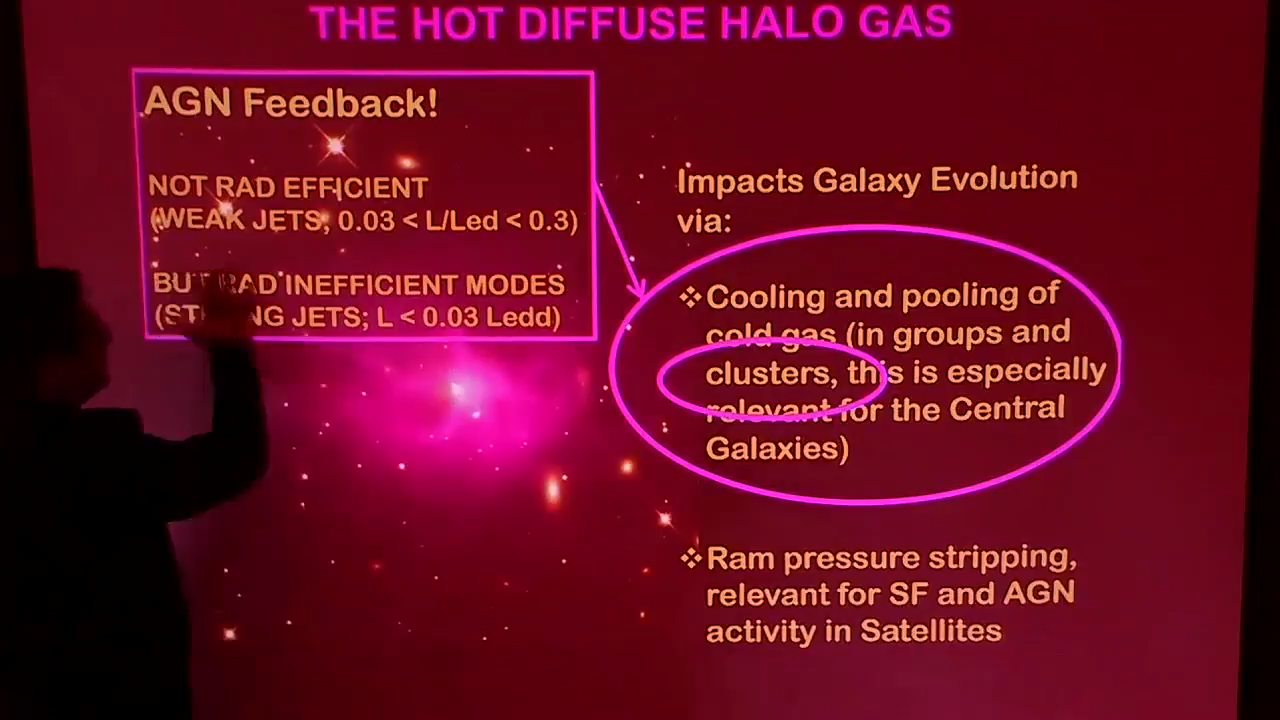 THE HOT DIFFUSE HALO GAS
AGN Feedback!
NOT RAD EFFICIENT
(WEAK JETS; 0.03 < L/Led < 0.3)
BUT RAD INEFFICIENT MODES
(STRONG JETS; L < 0.03 Ledd)
Impacts Galaxy Evolution
via:
❖Cooling and pooling of
cold gas (in groups and
clusters, this is especially
relevant for the Central
Galaxies)
❖Ram pressure stripping,
relevant for SF and AGN
activity in Satellites